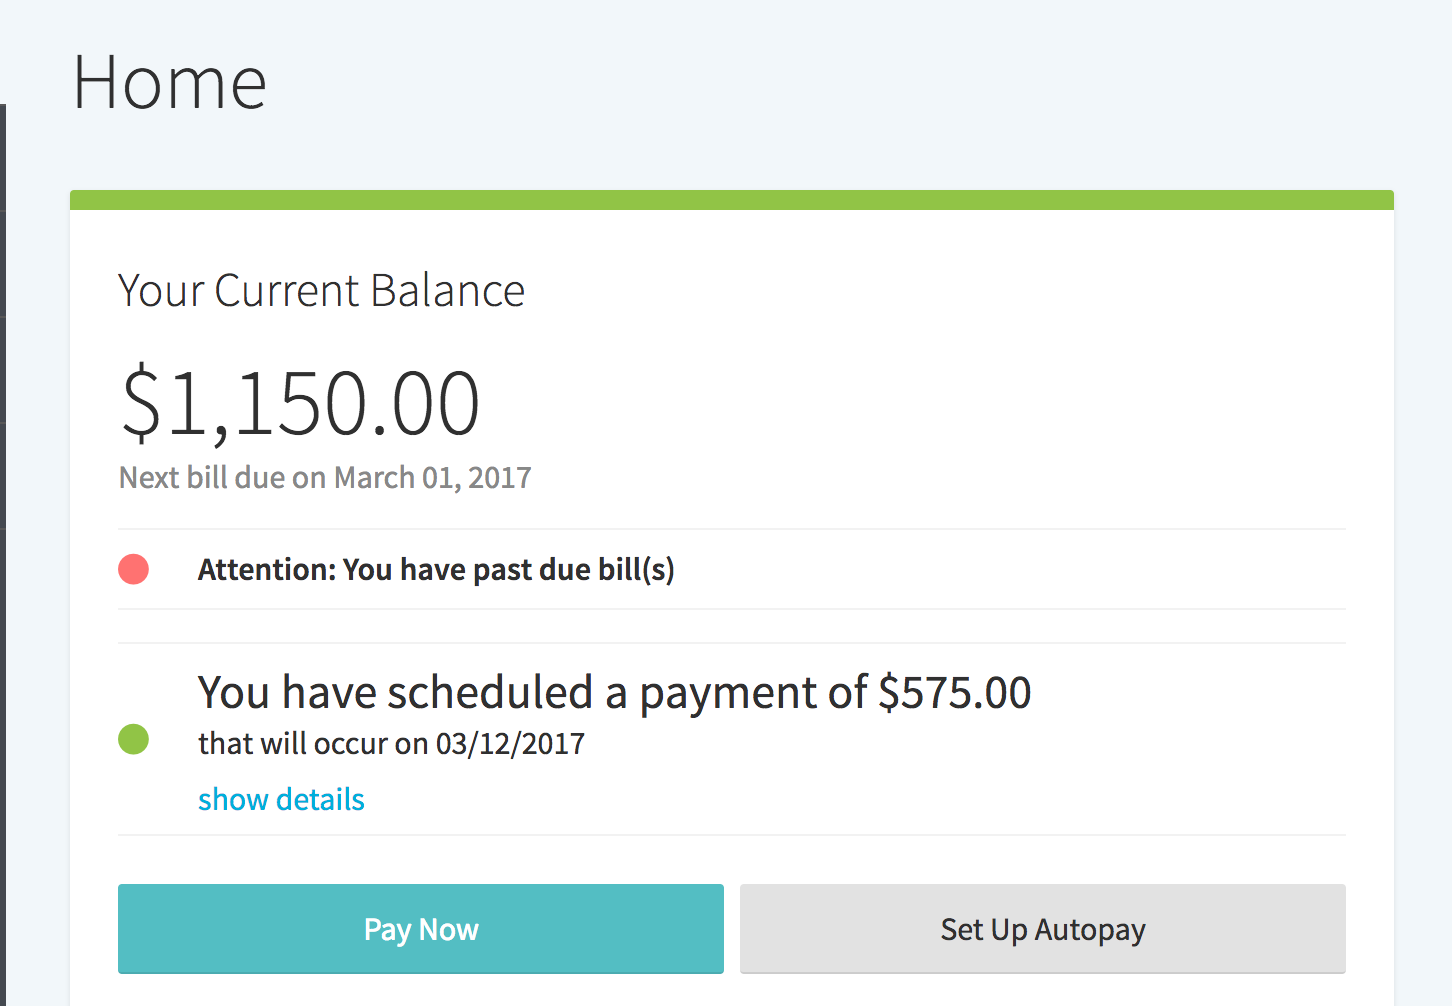 Home
Your Current Balance
$1,150.00
Next bill due on March 01, 2017
Attention: You have past due bill(s)
You have scheduled a payment of $575.00
that will occur on 03/12/2017
show details
Pay Now
Set Up Autopay